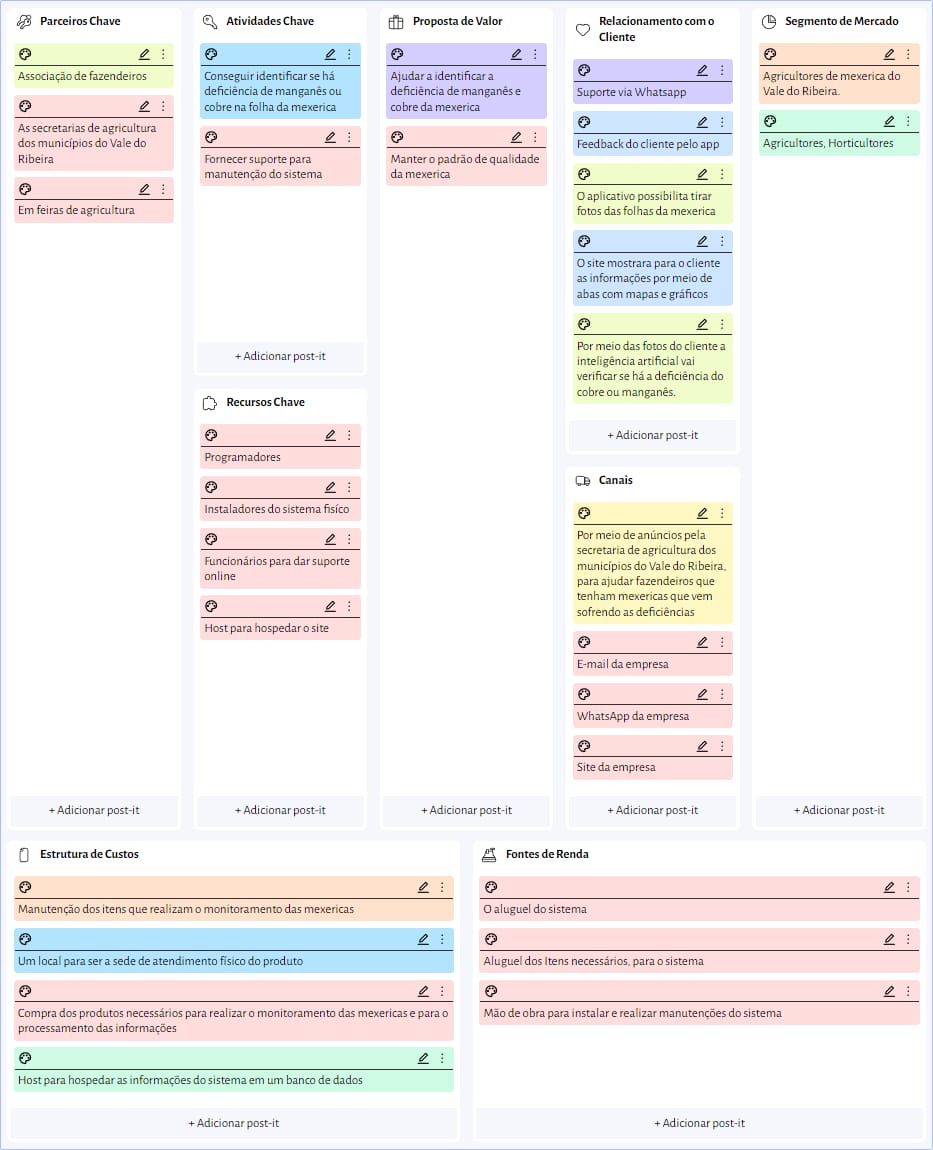 Parceiros Chave
Associação de fazendeiros
As secretarias de agricultura
dos municípios do Vale do
Ribeira
Em feiras de agricultura
+ Adicionar post-it
Atividades Chave
Conseguir identificar se há
deficiência de manganês ou
cobre na folha da mexerica
Fornecer suporte para
manutenção do sistema
+ Adicionar post-it
Recursos Chave
Programadores
Instaladores do sistema fisíco
Funcionários para dar suporte
online
Host para hospedar o site
+ Adicionar post-it
Proposta de Valor
Ajudar a identificar a
deficiência de manganês e
cobre da mexerica
Manter o padrão de qualidade
da mexerica
+ Adicionar post-it
Relacionamento com o
Cliente
Suporte via Whatsapp
Feedback do cliente pelo app
O aplicativo possibilita tirar
fotos das folhas da mexerica
O site mostrara para o cliente
as informações por meio de
abas com mapas e gráficos
Por meio das fotos do cliente a
inteligência artificial vai
verificar se há a deficiência do
cobre ou manganês.
+ Adicionar post-it
Canais
Por meio de anúncios pela
secretaria de agricultura dos
municípios do Vale do Ribeira,
para ajudar fazendeiros que
tenham mexericas que vem
sofrendo as deficiências
E-mail da empresa
WhatsApp da empresa
Site da empresa
+ Adicionar post-it
Segmento de Mercado
Agricultores de mexerica do
Vale do Ribeira.
Agricultores, Horticultores
+ Adicionar post-it
Estrutura de Custos
Manutenção dos itens que realizam o monitoramento das mexericas
Um local para ser a sede de atendimento físico do produto
Compra dos produtos necessários para realizar o monitoramento das mexericas e para o
processamento das informações
Host para hospedar as informações do sistema em um banco de dados
+ Adicionar post-it
Fontes de Renda
O aluguel do sistema
Aluguel dos Itens necessários, para o sistema
Mão de obra para instalar e realizar manutenções do sistema
+ Adicionar post-it